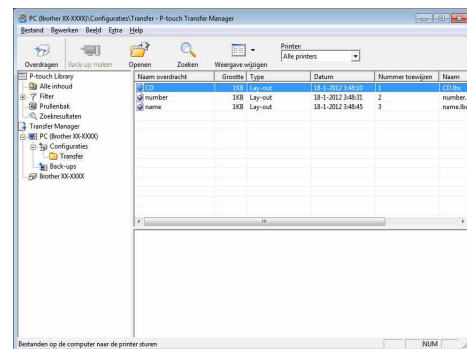 PC (Brother XX-XXXX)\Configuraties\Transfer - P-touch Transfer Manager
Bestand Bewerken Beeld Extra Help
Overdragen Back-up maken Openen Zoeken Weergave wijzigen
Printer:
Alle printers
P-touch Library
Alle inhoud
Filter
Prullenbak
Zoekresultaten
Transfer Manager
PC (Brother XX-XXXX)
Configuraties
Transfer
Back-ups
Brother XX-XXXX
Naam overdracht Grootte Type Datum Nummer toewijzen Naam
CD 1KB Lay-out 18-1-2012 3:48:10 1 CD.lbx
number 1KB Lay-out 18-1-2012 3:48:31 2 number.
name 1KB Lay-out 18-1-2012 3:48:45 3 name.lb
Bestanden op de computer naar de printer sturen NUM